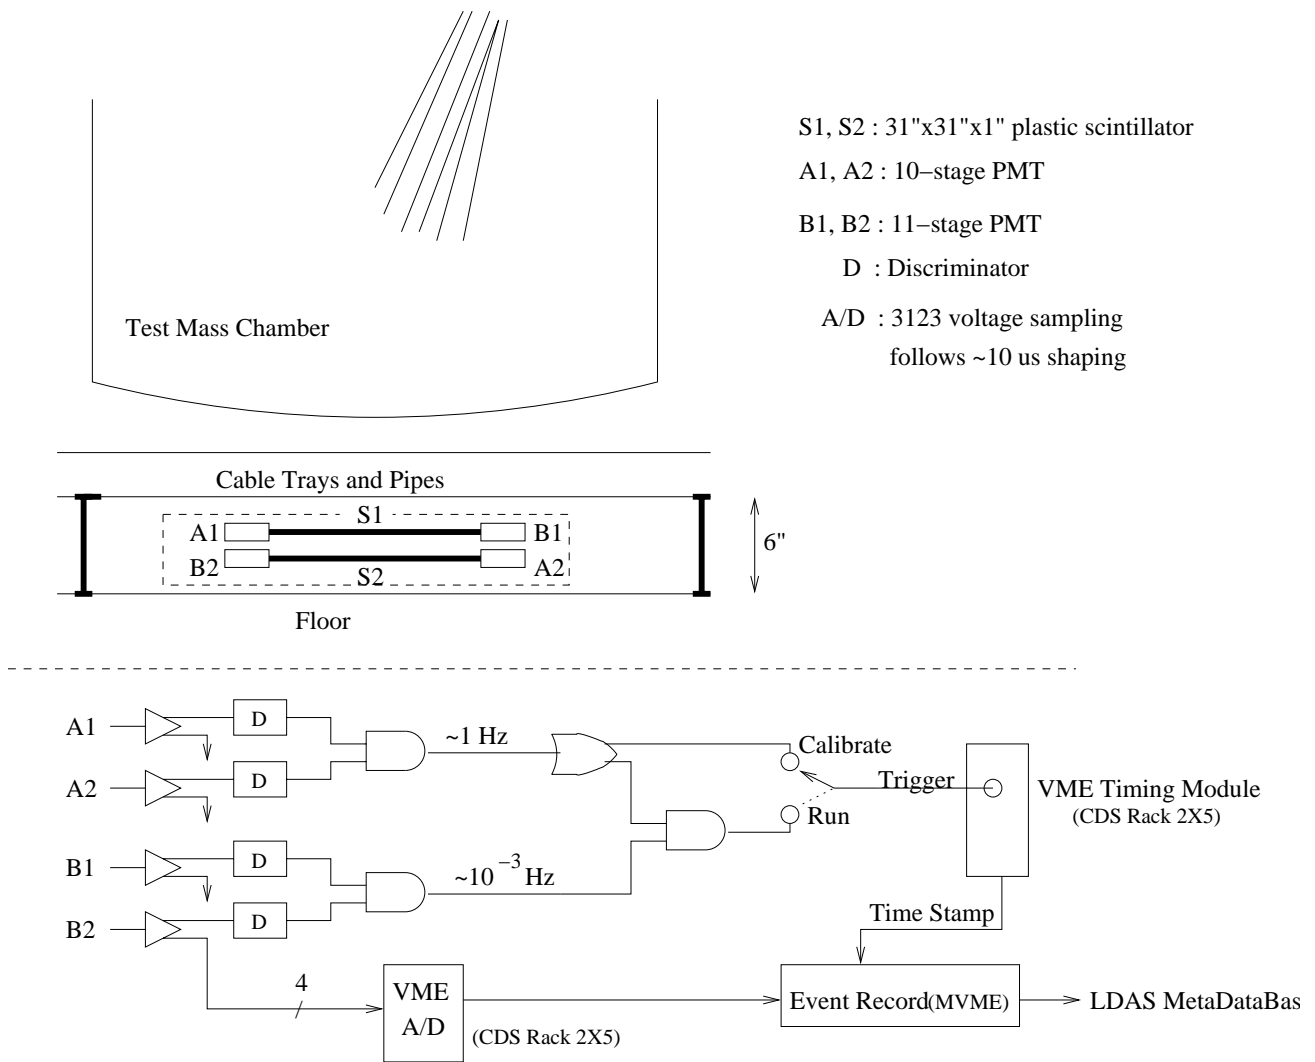 S1, S2 : 31"x31"x1" plastic scintillator
A1, A2 : 10−stage PMT
B1, B2 : 11−stage PMT
D : Discriminator
A/D : 3123 voltage sampling
follows ~10 us shaping
Test Mass Chamber
Cable Trays and Pipes
S1
A1
B1
6"
B2
A2
S2
Floor
A1
D
~1 Hz
Calibrate
A2
D
Trigger
VME Timing Module
(CDS Rack 2X5)
Run
B1
D
~10 −3 Hz
B2
D
Time Stamp
4
VME
A/D
(CDS Rack 2X5)
Event Record(MVME)
LDAS MetaDataBas